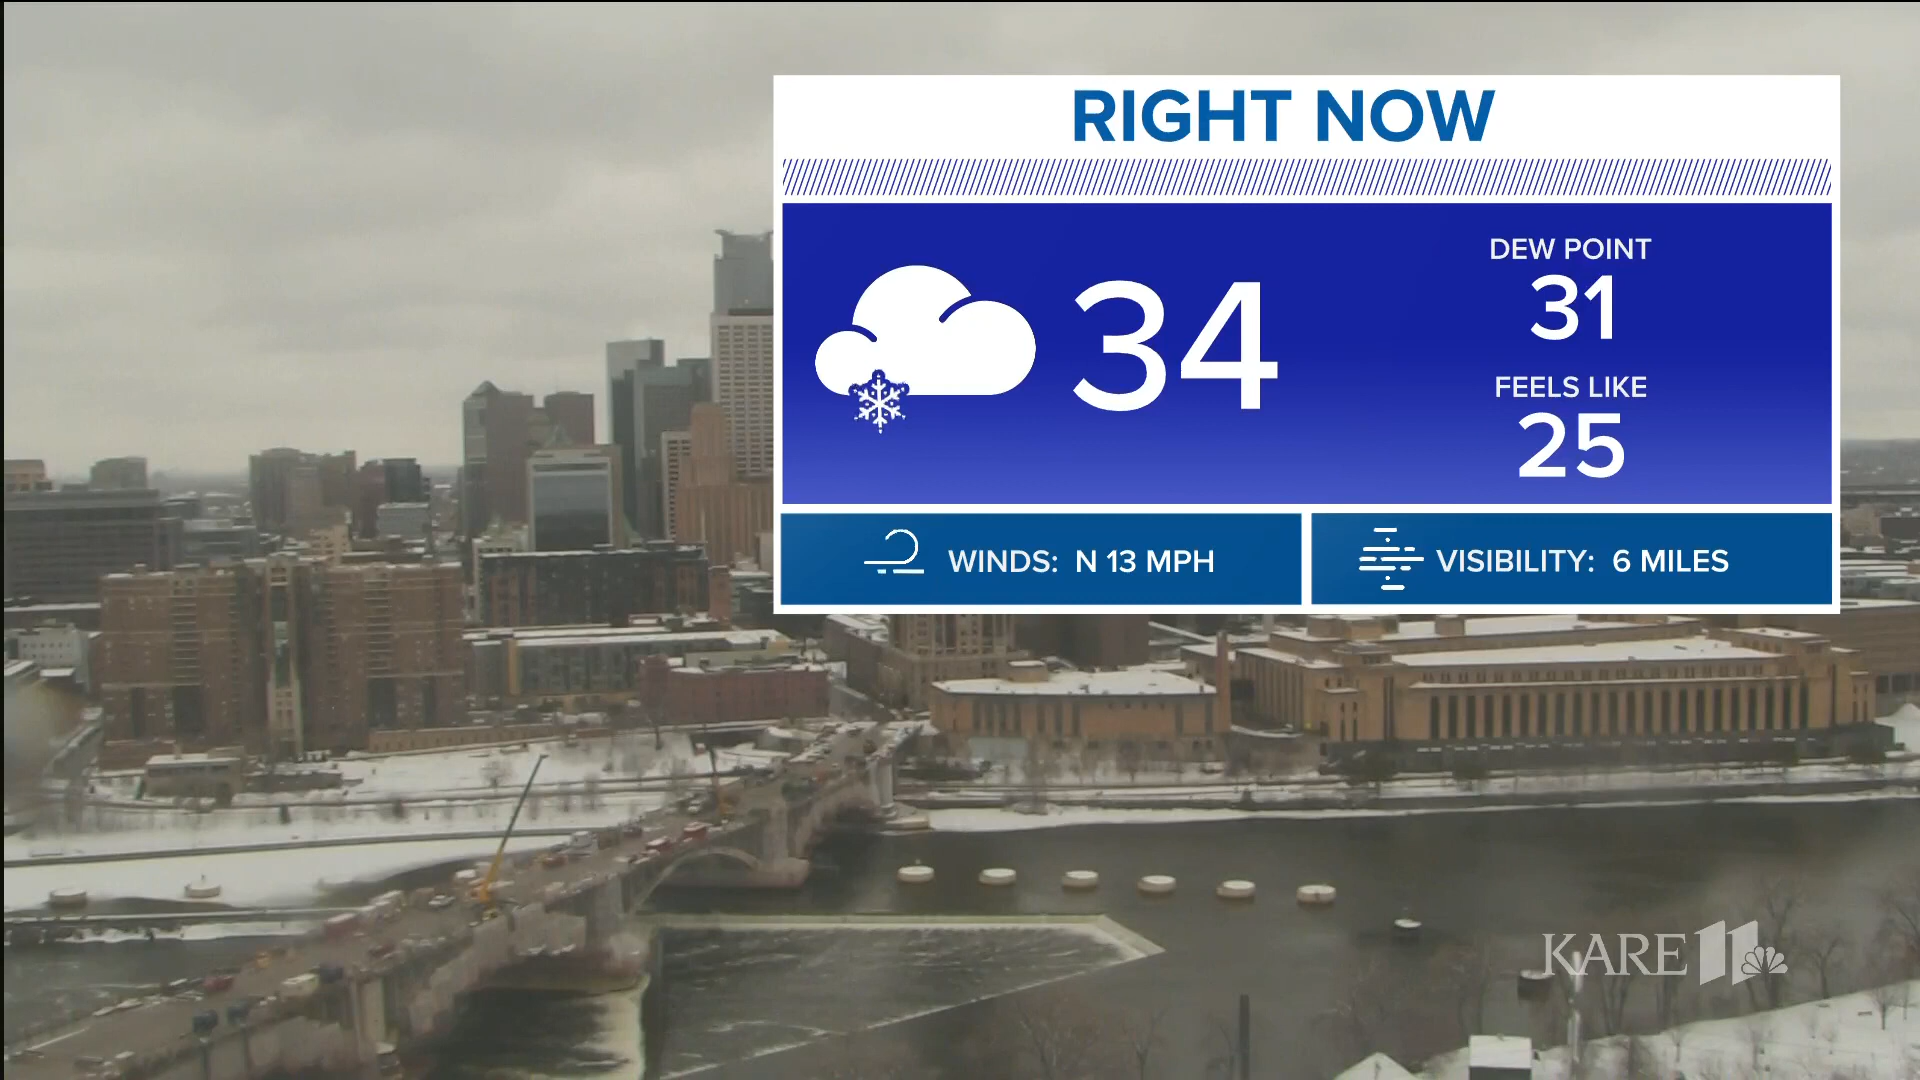 RIGHT NOW
34
DEW POINT
31
FEELS LIKE
25
WINDS: N 13 MPH
VISIBILITY: 6 MILES
KARE 11